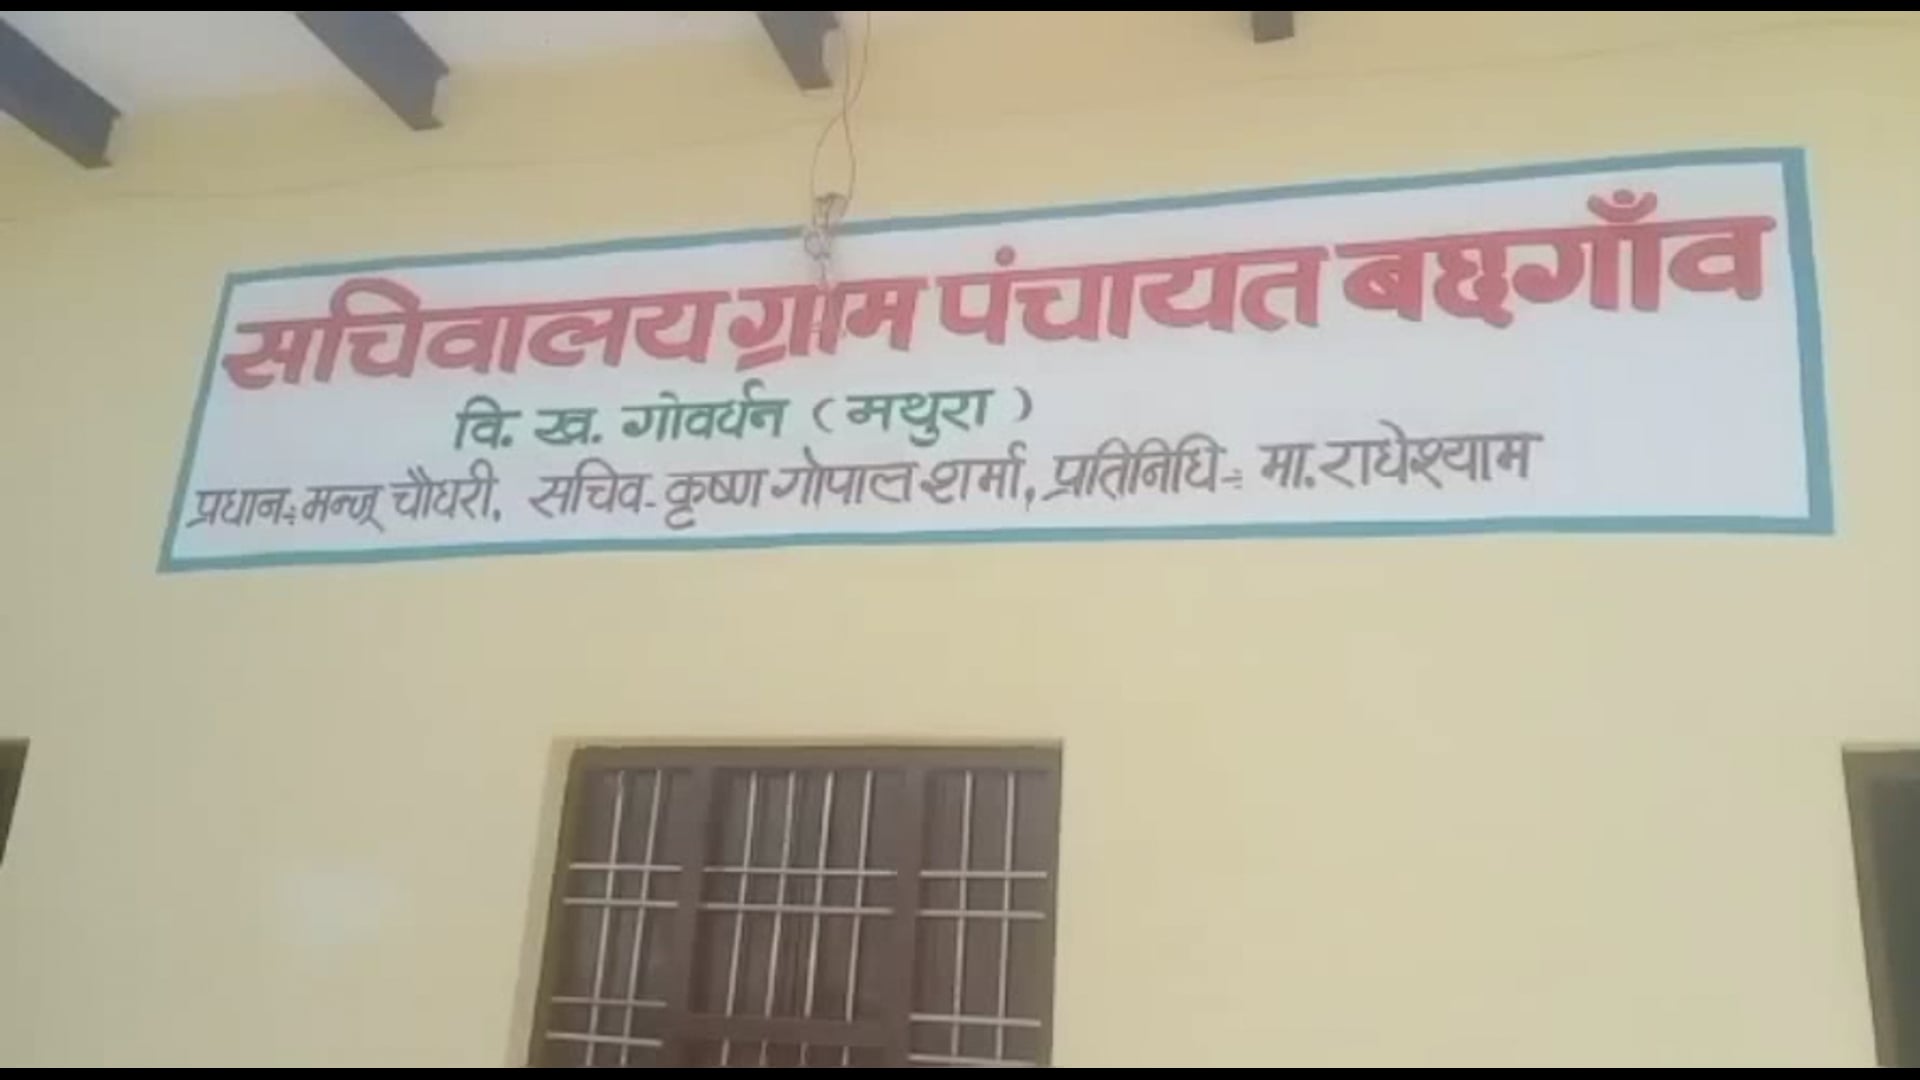 सचिवालय ग्राम पंचायत बछगाँव
वि. ख. गोवर्धन ( मथुरा )
प्रधान:- मन्जू चौधरी, सचिव- कृष्ण गोपाल शर्मा, प्रतिनिधि:- मा. राधेश्याम